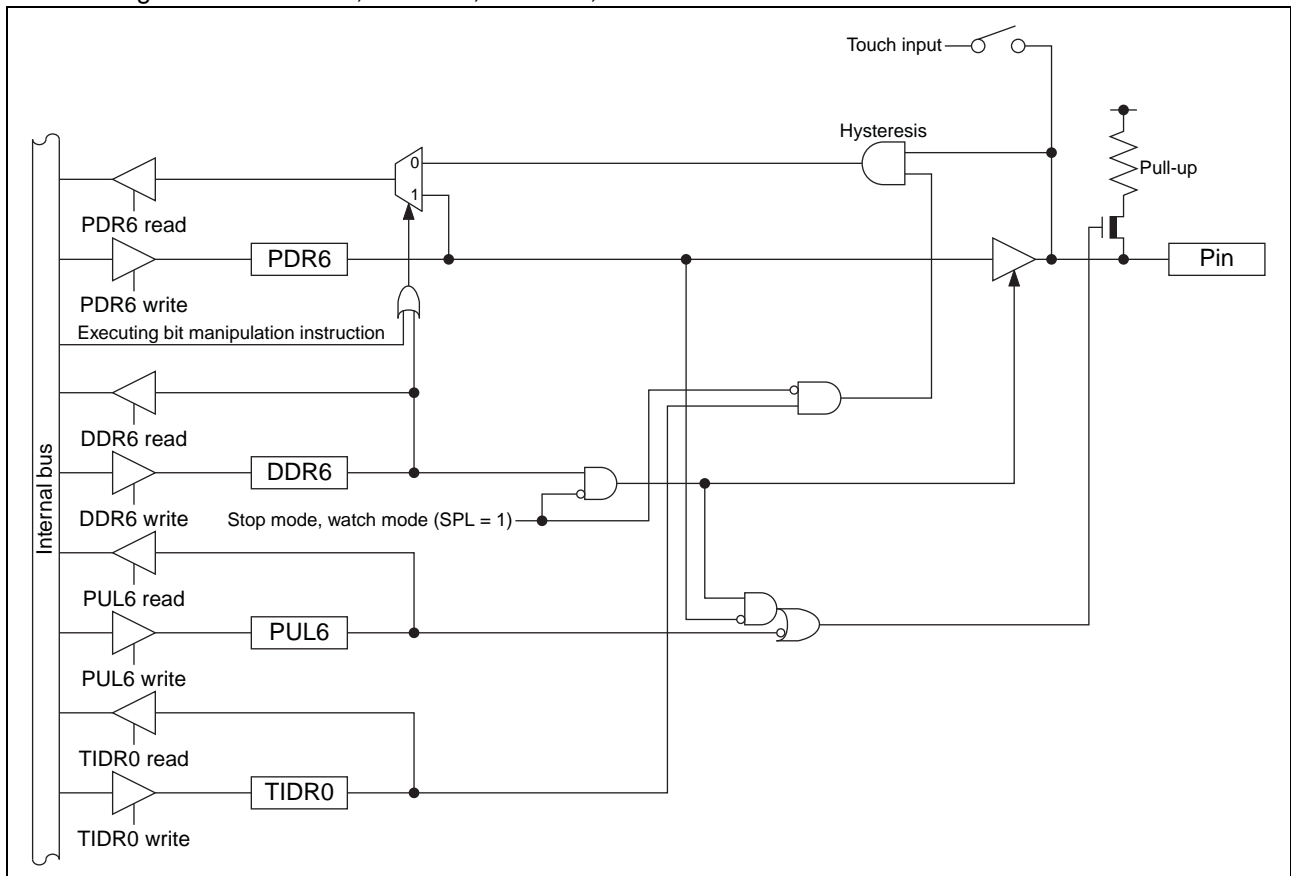 Touch input
Hysteresis
0
Pull-up
1
PDR6 read
PDR6
Pin
PDR6 write
Executing bit manipulation instruction
DDR6 read
Internal bus
DDR6
DDR6 write
Stop mode, watch mode (SPL = 1)
PUL6 read
PUL6
PUL6 write
TIDR0 read
TIDR0
TIDR0 write